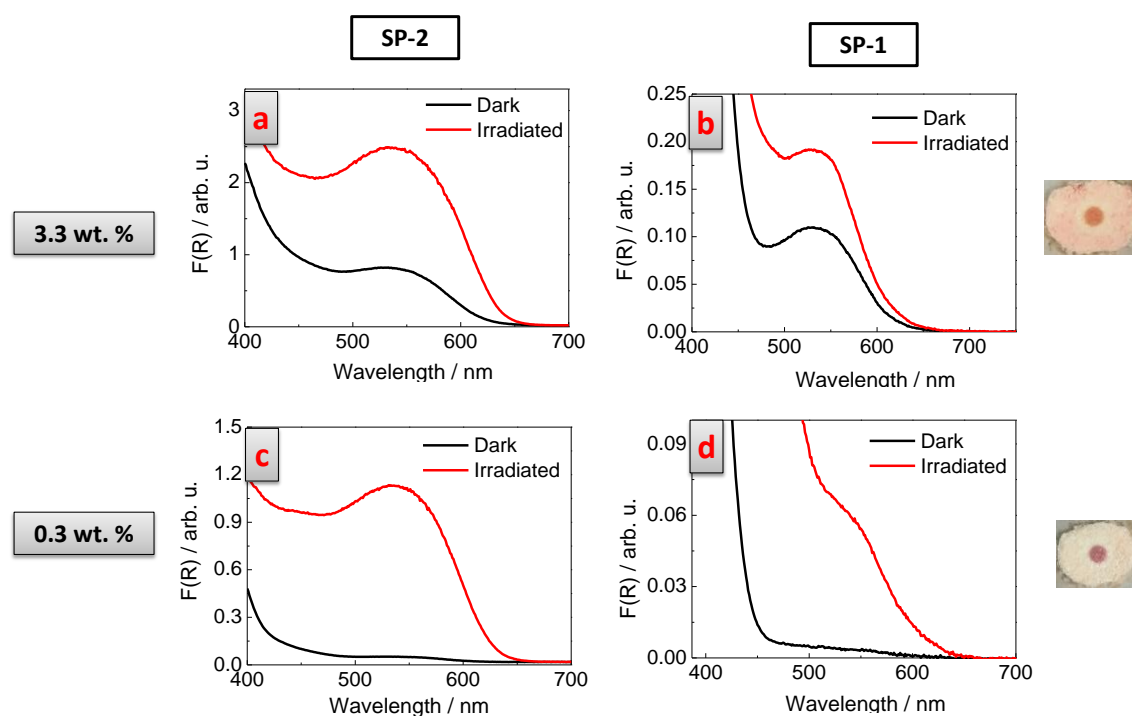 SP-2
SP-1
3.3 wt. %
a
Dark
Irradiated
3
2
1
0
F(R) / arb. u.
400 500 600 700
Wavelength / nm
b
Dark
Irradiated
0.25
0.20
0.15
0.10
0.05
0.00
F(R) / arb. u.
400 500 600 700
Wavelength / nm
0.3 wt. %
c
Dark
Irradiated
1.5
1.2
0.9
0.6
0.3
0.0
F(R) / arb. u.
400 500 600 700
Wavelength / nm
d
Dark
Irradiated
0.09
0.06
0.03
0.00
F(R) / arb. u.
400 500 600 700
Wavelength / nm